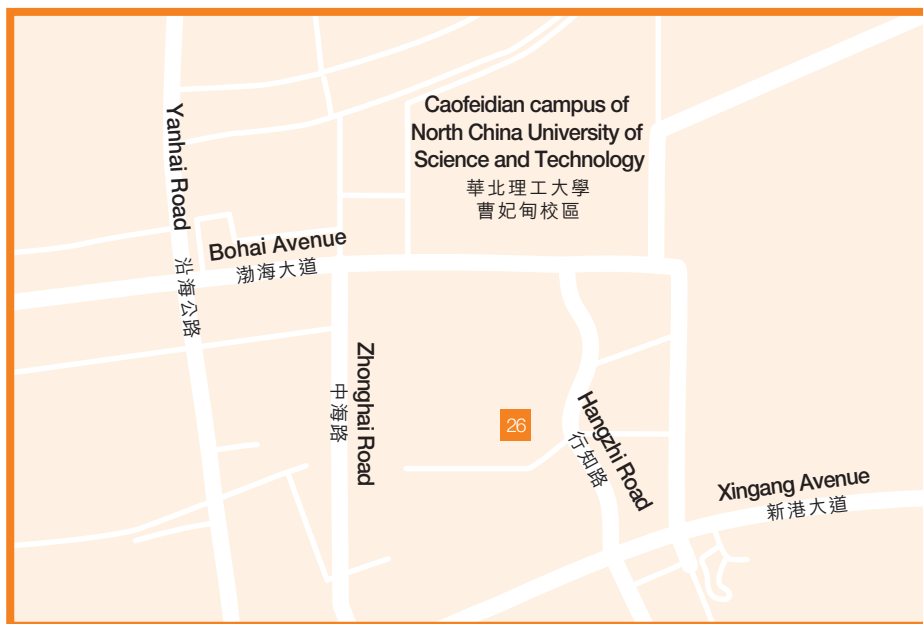 Caofeidian campus of
North China University of
Science and Technology
華北理工大學
曹妃甸校區
Yanhai Road 沿海公路
Bohai Avenue
渤海大道
Zhonghai Road
中海路
26
Hangzhi Road
行知路
Xingang Avenue
新港大道